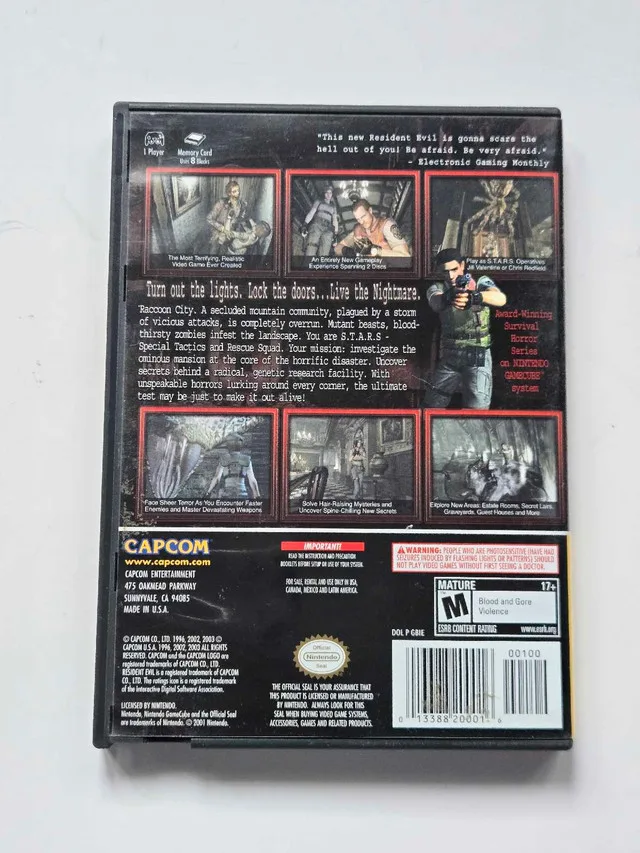 1 Player
Memory Card
Uses 8 Blocks
"This new Resident Evil is gonna scare the
hell out of you! Be afraid. Be very afraid."
- Electronic Gaming Monthly
The Most Terrifying, Realistic
Video Game Ever Created
An Entirely New Gameplay
Experience Spanning 2 Discs
Play as S.T.A.R.S. Operatives
Jill Valentine or Chris Redfield
Turn out the lights. Lock the doors...Live the Nightmare.
Raccoon City. A secluded mountain community, plagued by a storm
of vicious attacks, is completely overrun. Mutant beasts, blood-
thirsty zombies infest the landscape. You are S.T.A.R.S -
Special Tactics and Rescue Squad. Your mission: investigate the
ominous mansion at the core of the horrific disaster. Uncover
secrets behind a radical, genetic research facility. With
unspeakable horrors lurking around every corner, the ultimate
test may be just to make it out alive!
Award-Winning
Survival
Horror
Series
on NINTENDO
GAMECUBE
system
Face Sheer Terror As You Encounter Faster
Enemies and Master Devastating Weapons
Solve Hair-Raising Mysteries and
Uncover Spine-Chilling New Secrets
Explore New Areas: Estate Rooms, Secret Lairs,
Graveyards, Guest Houses and More
CAPCOM
www.capcom.com
CAPCOM ENTERTAINMENT
475 OAKMEAD PARKWAY
SUNNYVALE, CA 94085
MADE IN U.S.A.
© CAPCOM CO., LTD. 1996, 2002, 2003 ©
CAPCOM U.S.A. 1996, 2002, 2003 ALL RIGHTS
RESERVED. CAPCOM and the CAPCOM LOGO are
registered trademarks of CAPCOM CO., LTD.
RESIDENT EVIL is a registered trademark of CAPCOM
CO., LTD. The ratings icon is a registered trademark of
the Interactive Digital Software Association.
LICENSED BY NINTENDO.
Nintendo, Nintendo GameCube and the Official Seal
are trademarks of Nintendo. © 2001 Nintendo.
IMPORTANT!
READ THE INSTRUCTION AND PRECAUTION
BOOKLETS BEFORE SETUP OR USE OF YOUR SYSTEM.
FOR SALE, RENTAL AND USE ONLY IN USA,
CANADA, MEXICO AND LATIN AMERICA.
Official
Nintendo
Seal
THE OFFICIAL SEAL IS YOUR ASSURANCE THAT
THIS PRODUCT IS LICENSED OR MANUFACTURED
BY NINTENDO. ALWAYS LOOK FOR THIS
SEAL WHEN BUYING VIDEO GAME SYSTEMS,
ACCESSORIES, GAMES AND RELATED PRODUCTS.
WARNING: PEOPLE WHO ARE PHOTOSENSITIVE (HAVE HAD
SEIZURES INDUCED BY FLASHING LIGHTS OR PATTERNS) SHOULD
NOT PLAY VIDEO GAMES WITHOUT FIRST SEEING A DOCTOR.
MATURE 17+
M
Blood and Gore
Violence
ESRB CONTENT RATING www.esrb.org
DOL P GBIE
00100
0 13388 20001 6